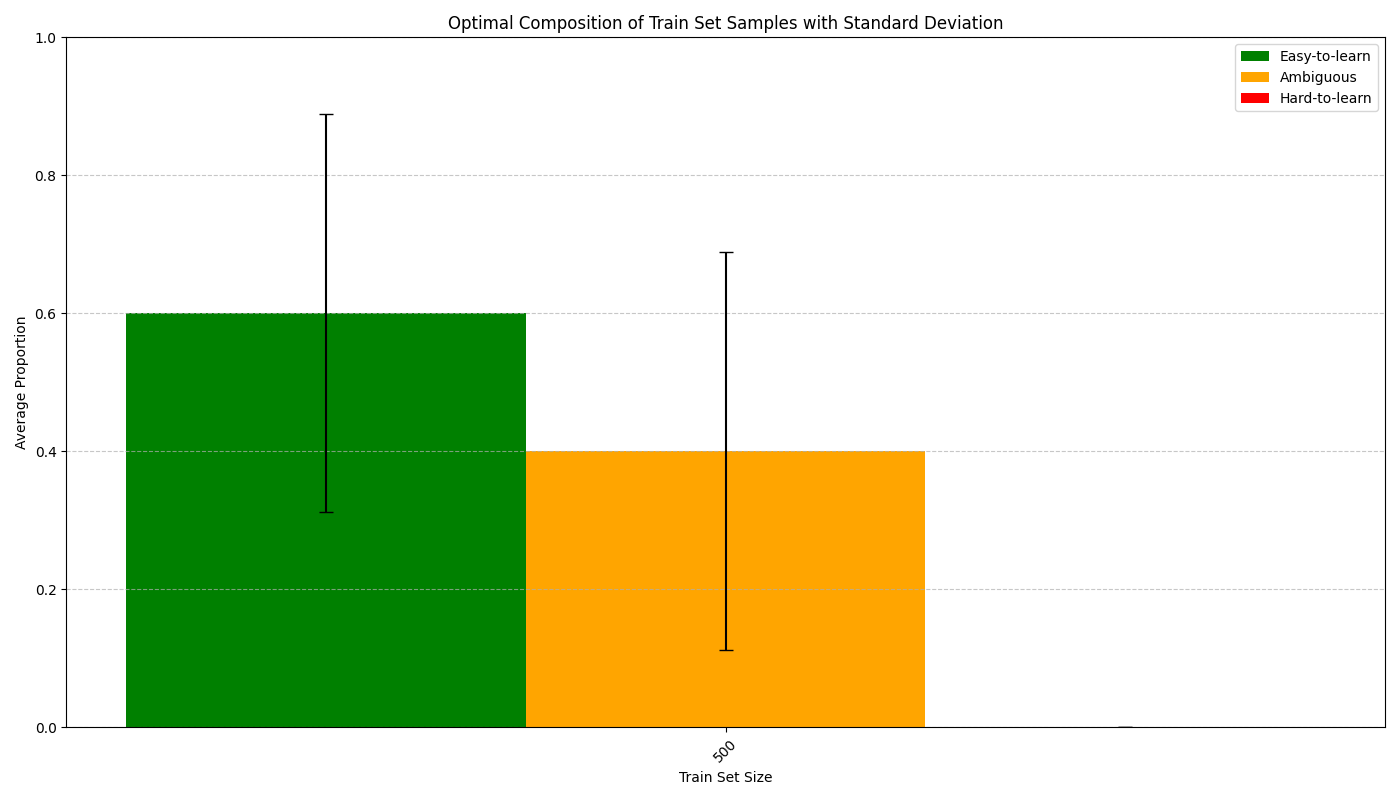 Optimal Composition of Train Set Samples with Standard Deviation
Easy-to-learn
Ambiguous
Hard-to-learn
Average Proportion
1.0
0.8
0.6
0.4
0.2
0.0
500
Train Set Size